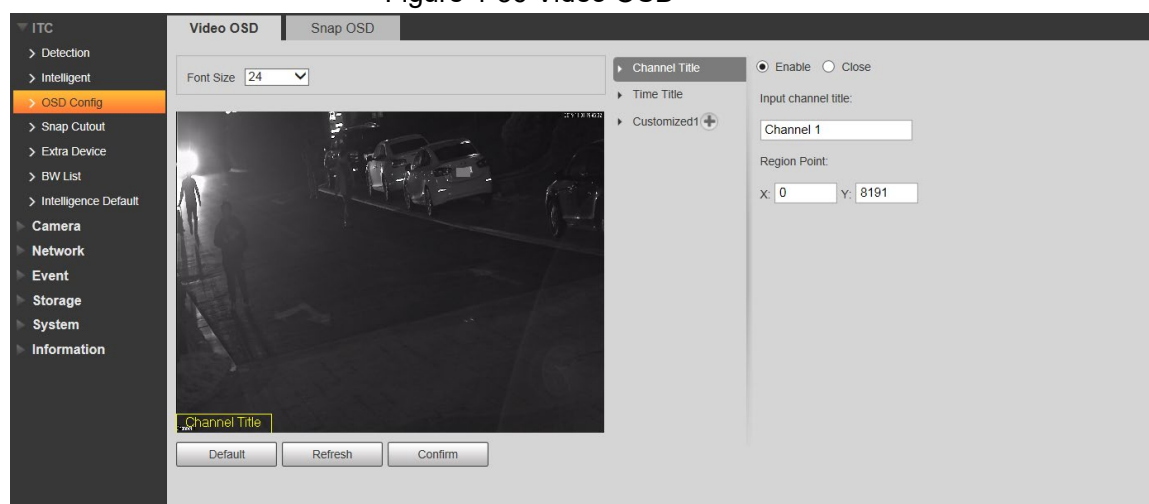 Figure 4-36 Video OSD
ITC
Detection
Intelligent
OSD Config
Snap Cutout
Extra Device
BW List
Intelligence Default
Camera
Network
Event
Storage
System
Information
Video OSD
Snap OSD
Font Size 24
Channel Title
Default
Refresh
Confirm
Channel Title
Time Title
Customized1
Enable
Close
Input channel title:
Channel 1
Region Point:
X: 0 Y: 8191